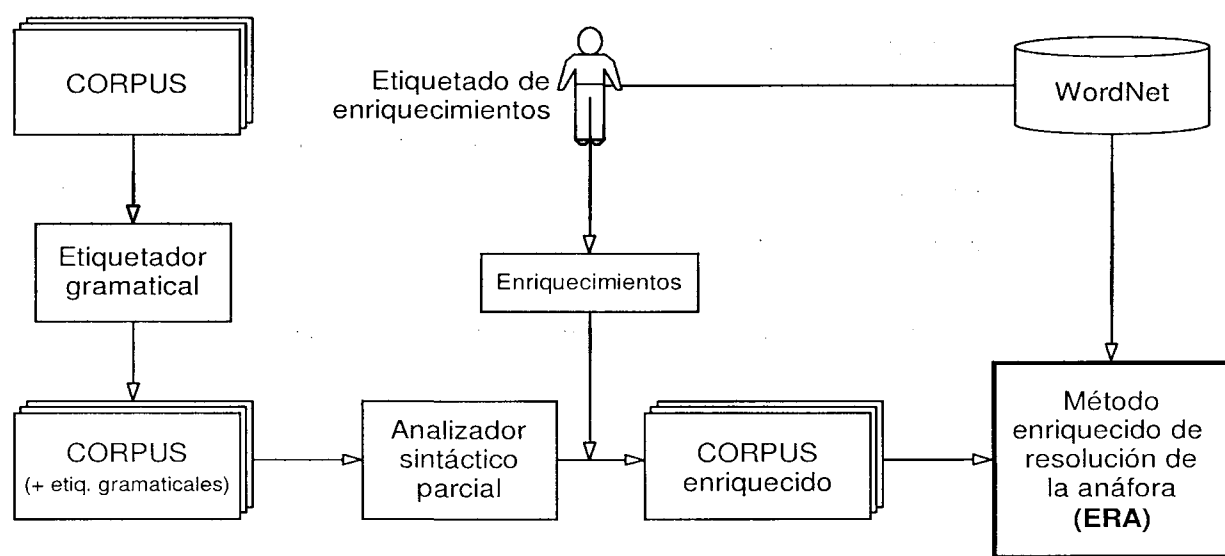 CORPUS
Etiquetado de
enriquecimientos
WordNet
Etiquetador
gramatical
Enriquecimientos
CORPUS
(+ etiq. gramaticales)
Analizador
sintáctico
parcial
CORPUS
enriquecido
Método
enriquecido de
resolución de
la anáfora
(ERA)